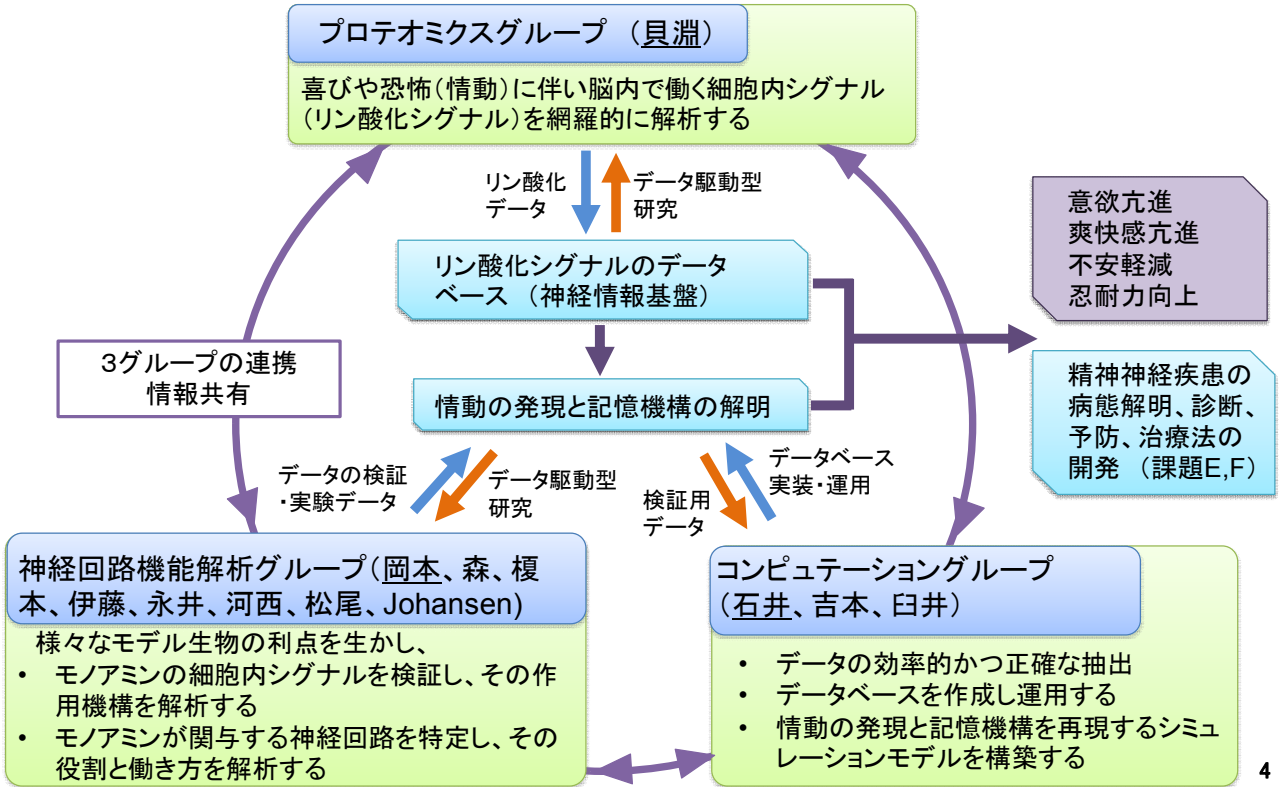 プロテオミクスグループ （貝淵）
喜びや恐怖（情動）に伴い脳内で働く細胞内シグナル
（リン酸化シグナル）を網羅的に解析する
リン酸化
データ
データ駆動型
研究
リン酸化シグナルのデータ
ベース （神経情報基盤）
意欲亢進
爽快感亢進
不安軽減
忍耐力向上
3グループの連携
情報共有
情動の発現と記憶機構の解明
精神神経疾患の
病態解明、診断、
予防、治療法の
開発 （課題E,F）
データの検証
・実験データ
データ駆動型
研究
検証用
データ
データベース
実装・運用
神経回路機能解析グループ（岡本、森、榎
本、伊藤、永井、河西、松尾、Johansen)
様々なモデル生物の利点を生かし、
• モノアミンの細胞内シグナルを検証し、その作
用機構を解析する
• モノアミンが関与する神経回路を特定し、その
役割と働き方を解析する
コンピュテーショングループ
（石井、吉本、臼井）
• データの効率的かつ正確な抽出
• データベースを作成し運用する
• 情動の発現と記憶機構を再現するシミュ
レーションモデルを構築する
4